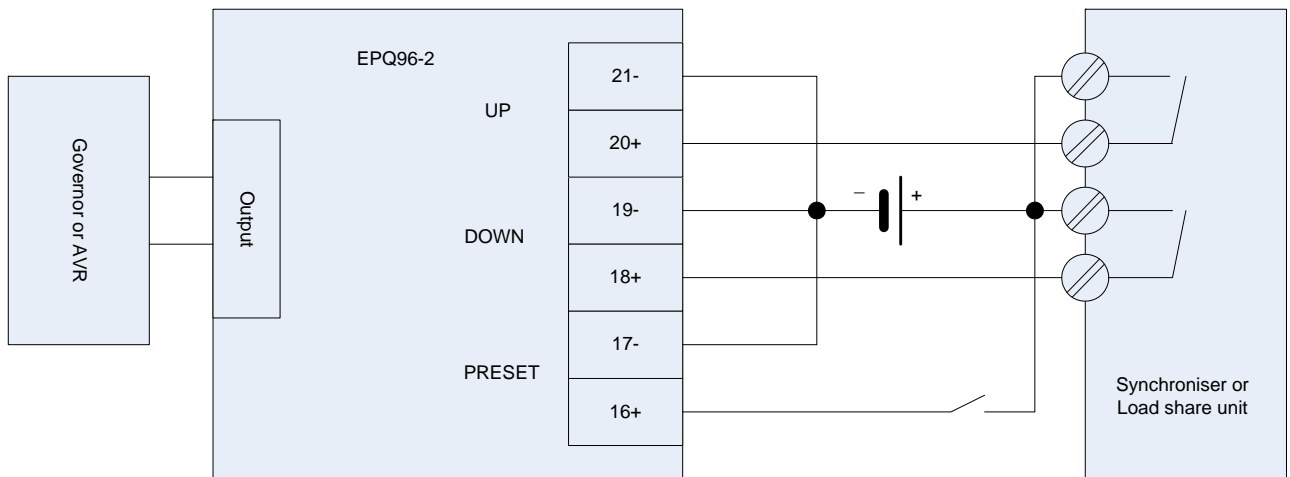 EPQ96-2
Governor or AVR
Output
UP
DOWN
PRESET
21-
20+
19-
18+
17-
16+
– +
Synchroniser or
Load share unit